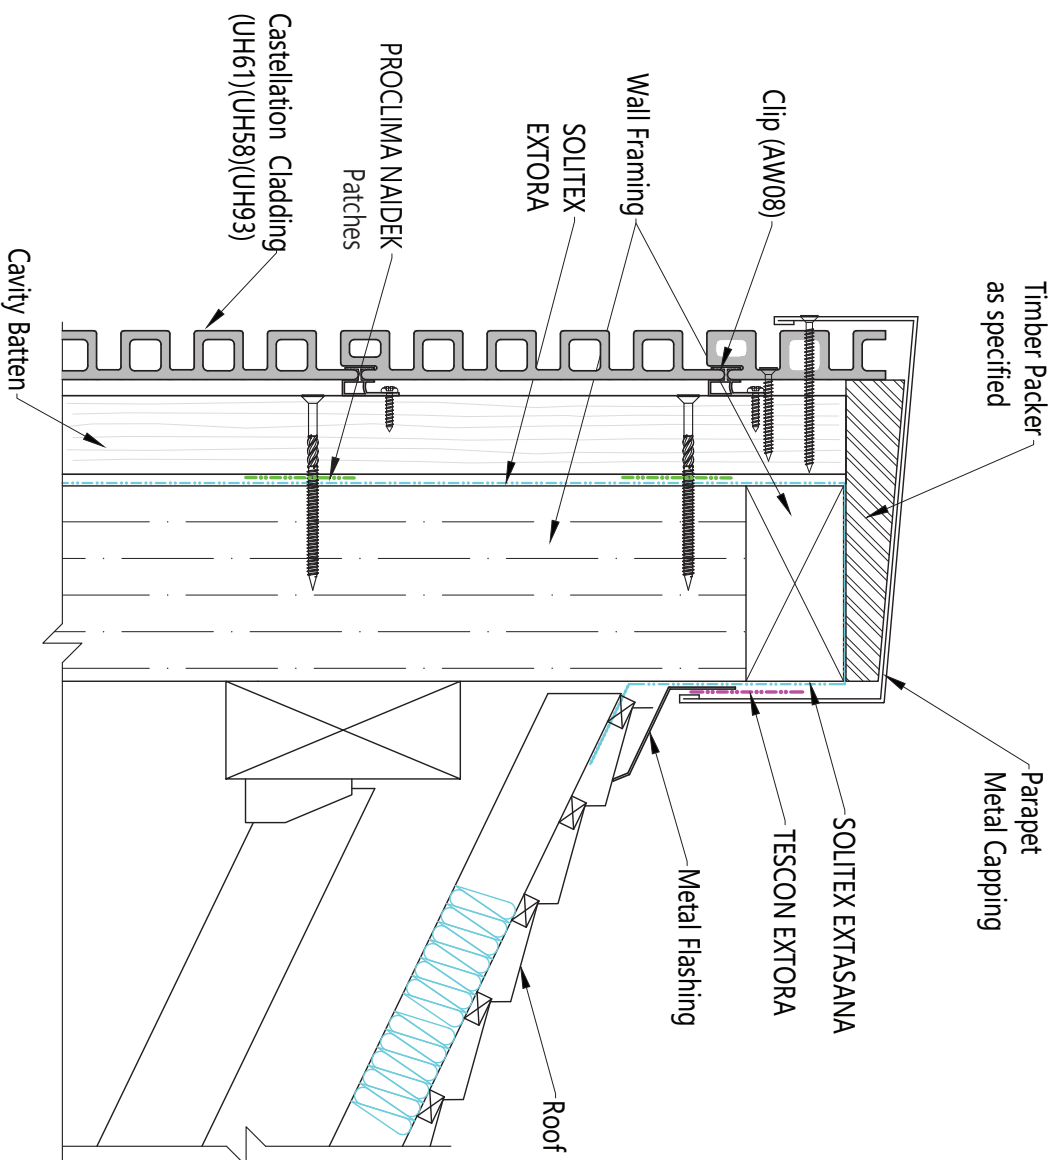 Timber Packer
as specified
Parapet
Metal Capping
Clip (AW08)
Wall Framing
SOLITEX
EXTORA
PROCLIMA NAIDEK
Patches
Castellation Cladding
(UH61)(UH58)(UH93)
Cavity Batten
SOLITEX EXTASANA
TESCON EXTORA
Metal Flashing
Roof